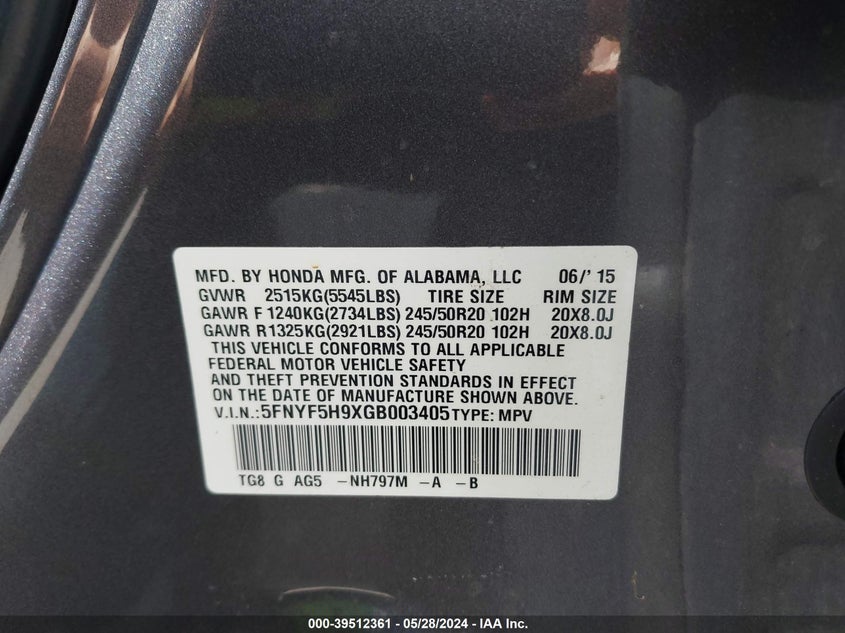 MFD. BY HONDA MFG. OF ALABAMA, LLC 06/'15
GVWR 2515KG(5545LBS) TIRE SIZE RIM SIZE
GAWR F 1240KG(2734LBS) 245/50R20 102H 20X8.0J
GAWR R1325KG(2921LBS) 245/50R20 102H 20X8.0J
THIS VEHICLE CONFORMS TO ALL APPLICABLE
FEDERAL MOTOR VEHICLE SAFETY
AND THEFT PREVENTION STANDARDS IN EFFECT
ON THE DATE OF MANUFACTURE SHOWN ABOVE.
V.I.N.:5FNYF5H9XGB003405 TYPE: MPV
TG8 G AG5 -NH797M -A -B
000-39512361 - 05/28/2024 - IAA Inc.